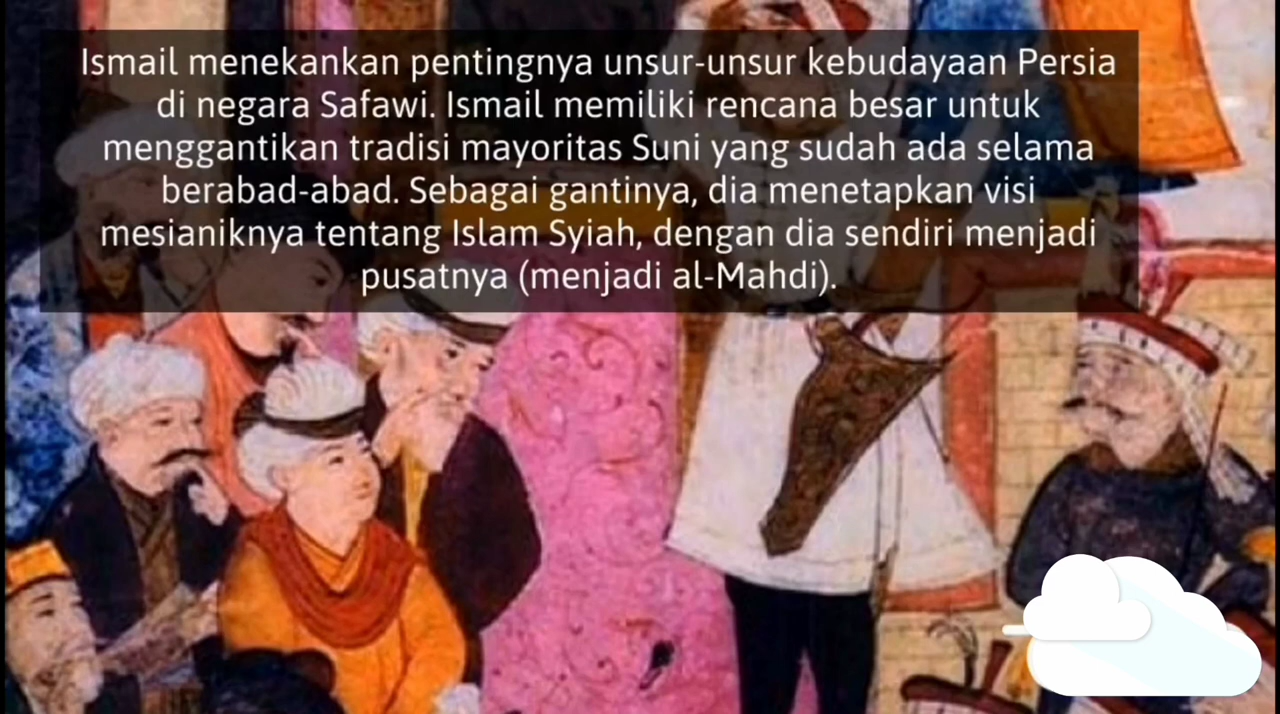 Ismail menekankan pentingnya unsur-unsur kebudayaan Persia
di negara Safawi. Ismail memiliki rencana besar untuk
menggantikan tradisi mayoritas Suni yang sudah ada selama
berabad-abad. Sebagai gantinya, dia menetapkan visi
mesianiknya tentang Islam Syiah, dengan dia sendiri menjadi
pusatnya (menjadi al-Mahdi).